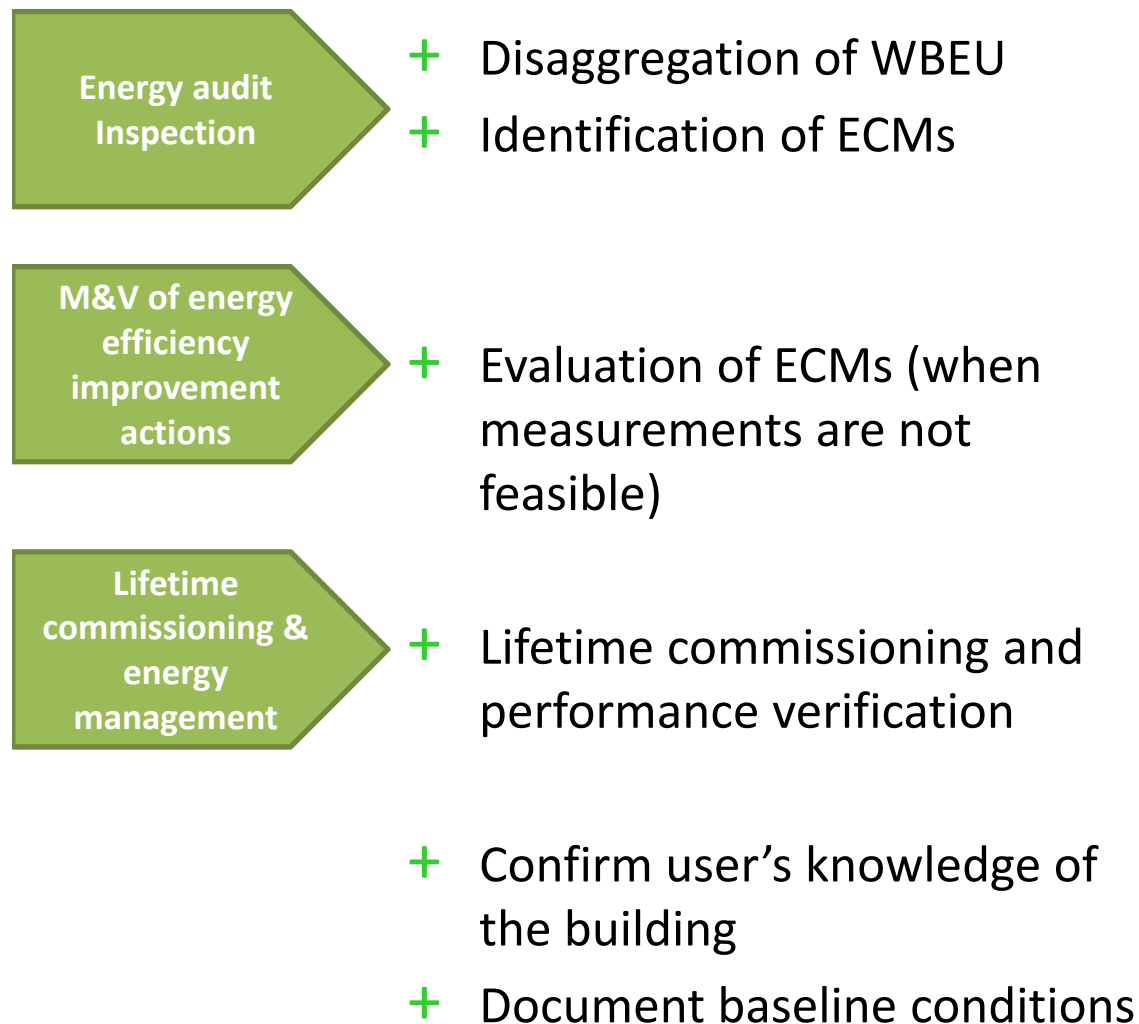 Energy audit
Inspection
+ Disaggregation of WBEU
+ Identification of ECMs
M&V of energy
efficiency
improvement
actions
+ Evaluation of ECMs (when
measurements are not
feasible)
Lifetime
commissioning &
energy
management
+ Lifetime commissioning and
performance verification
+ Confirm user’s knowledge of
the building
+ Document baseline conditions